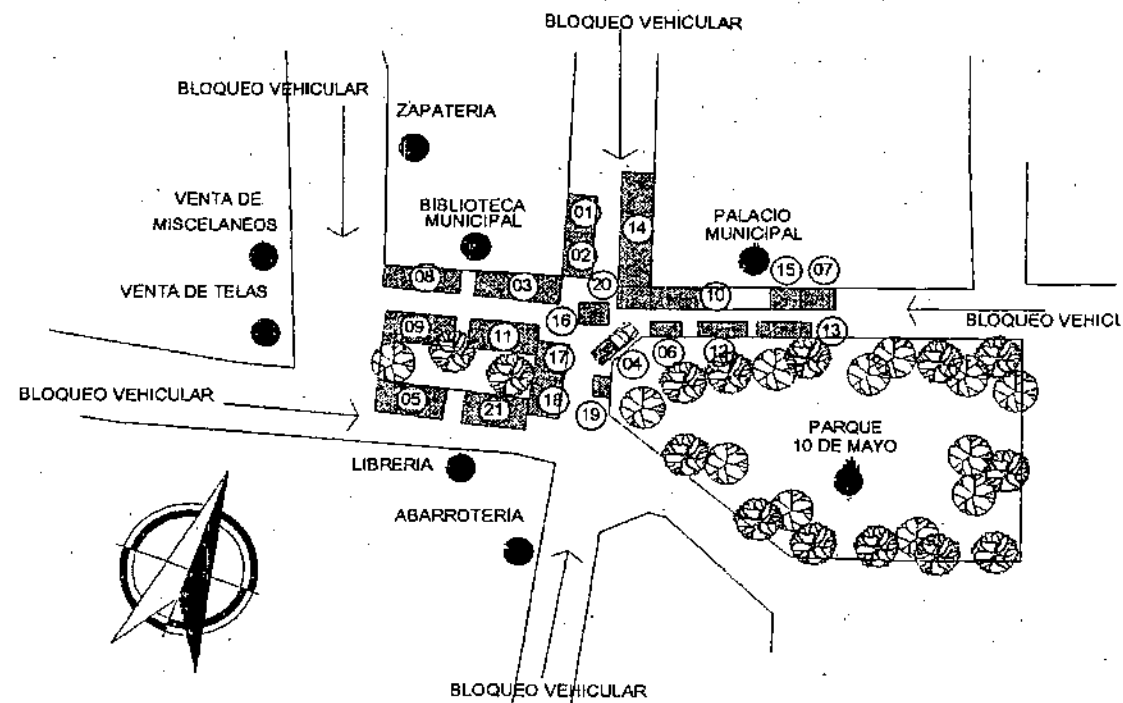 BLOQUEO VEHICULAR
BLOQUEO VEHICULAR
ZAPATERIA
VENTA DE
MISCELANEOS
BIBLIOTECA
MUNICIPAL
01
14
PALACIO
MUNICIPAL
02
15
07
VENTA DE TELAS
08
03
20
10
16
BLOQUEO VEHICU
09
11
17
04
06
12
13
BLOQUEO VEHICULAR
05
21
18
19
PARQUE
10 DE MAYO
LIBRERIA
ABARROTERIA
BLOQUEO VEHICULAR